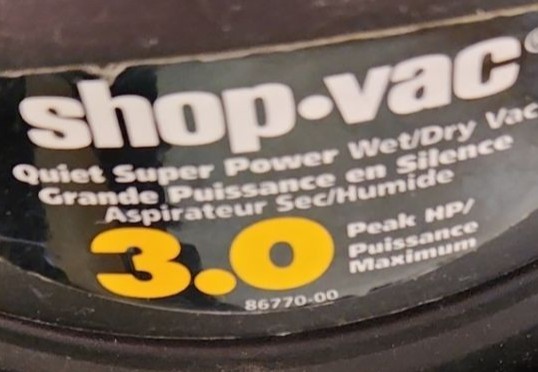 shop•vac®
Quiet Super Power Wet/Dry Vac
Grande Puissance en Silence
Aspirateur Sec/Humide
3.0
Peak HP/
Puissance
Maximum
86770-00